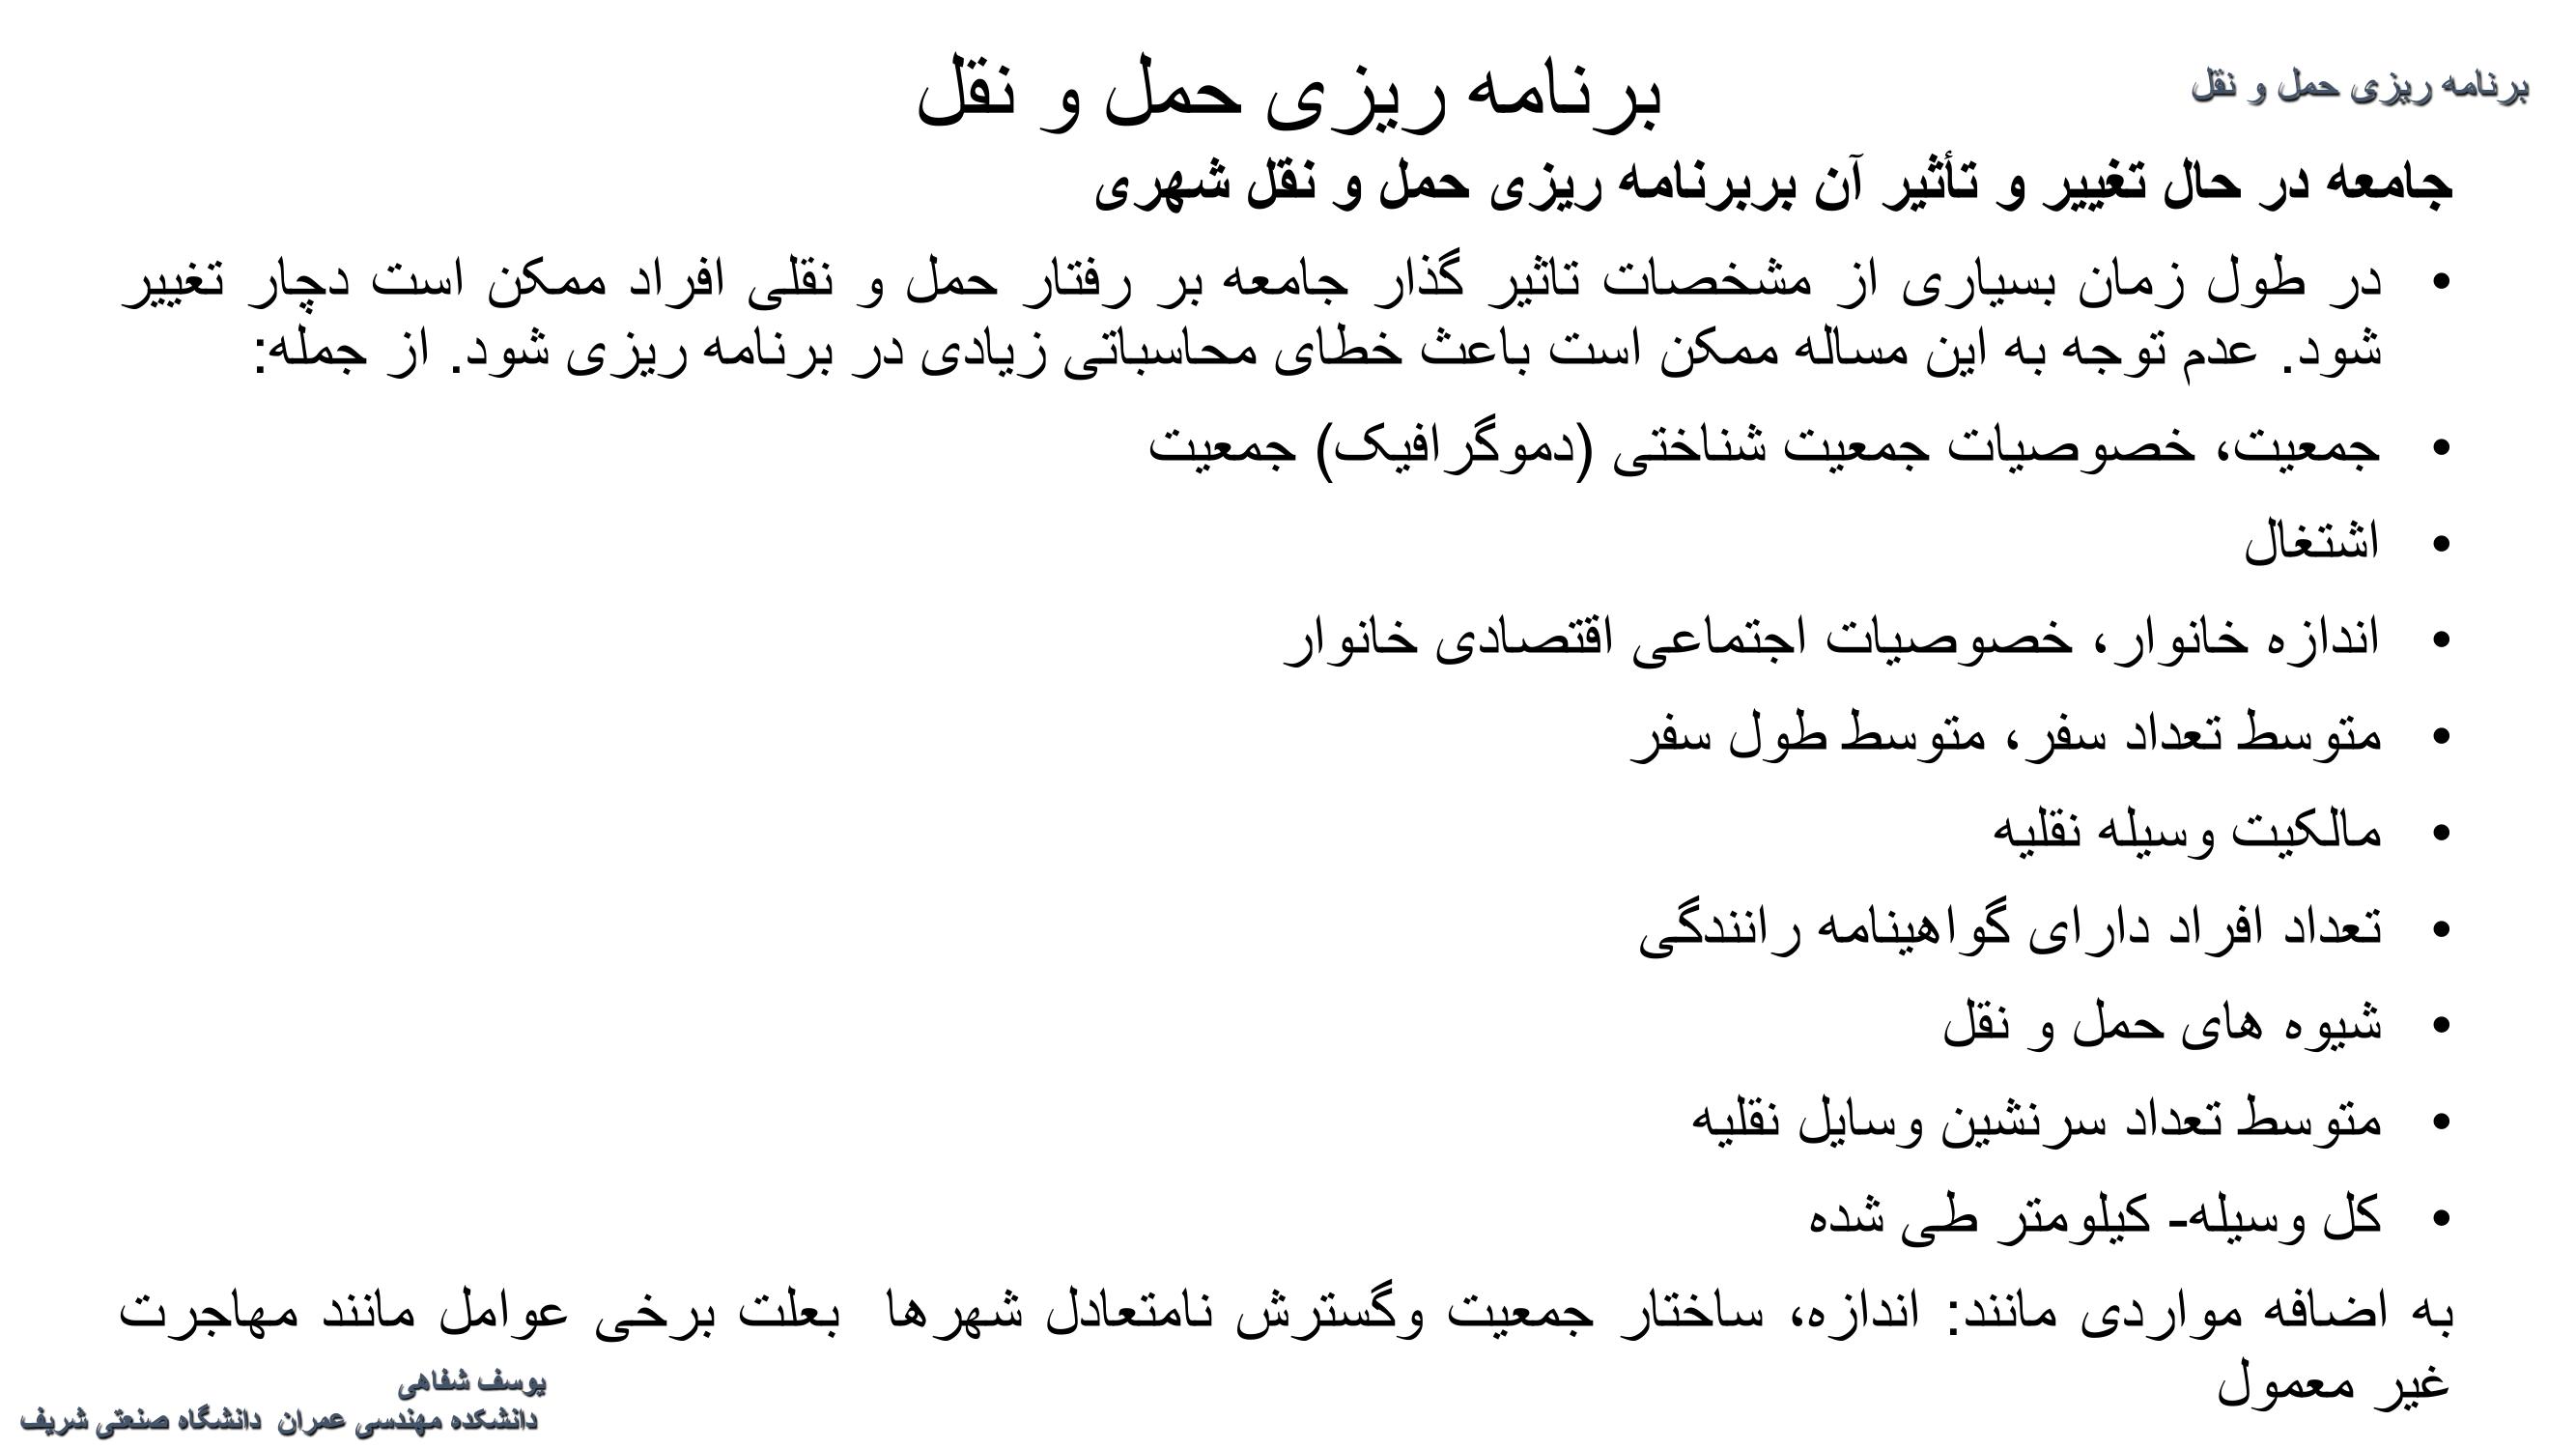 برنامه ریزی حمل و نقل
برنامه ریزی حمل و نقل
جامعه در حال تغییر و تأثیر آن بربرنامه ریزی حمل و نقل شهری
• در طول زمان بسیاری از مشخصات تاثیر گذار جامعه بر رفتار حمل و نقلی افراد ممکن است دچار تغییر
شود. عدم توجه به این مساله ممکن است باعث خطای محاسباتی زیادی در برنامه ریزی شود. از جمله:
• جمعیت، خصوصیات جمعیت شناختی (دموگرافیک) جمعیت
• اشتغال
• اندازه خانوار، خصوصیات اجتماعی اقتصادی خانوار
• متوسط تعداد سفر، متوسط طول سفر
• مالکیت وسیله نقلیه
• تعداد افراد دارای گواهینامه رانندگی
• شیوه های حمل و نقل
• متوسط تعداد سرنشین وسایل نقلیه
• کل وسیله- کیلومتر طی شده
به اضافه مواردی مانند: اندازه، ساختار جمعیت وگسترش نامتعادل شهرها بعلت برخی عوامل مانند مهاجرت
غیر معمول
یوسف شفاهی
دانشکده مهندسی عمران دانشگاه صنعتی شریف